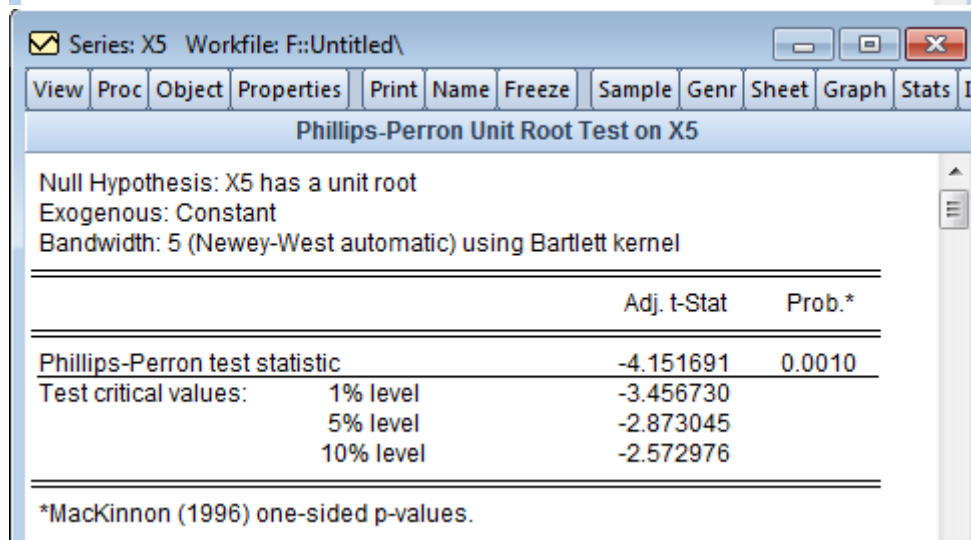 Series: X5 Workfile: F::Untitled\
View Proc Object Properties Print Name Freeze Sample Genr Sheet Graph Stats
Phillips-Perron Unit Root Test on X5
Null Hypothesis: X5 has a unit root
Exogenous: Constant
Bandwidth: 5 (Newey-West automatic) using Bartlett kernel
Adj. t-Stat Prob.*
Phillips-Perron test statistic -4.151691 0.0010
Test critical values: 1% level -3.456730
5% level -2.873045
10% level -2.572976
*MacKinnon (1996) one-sided p-values.